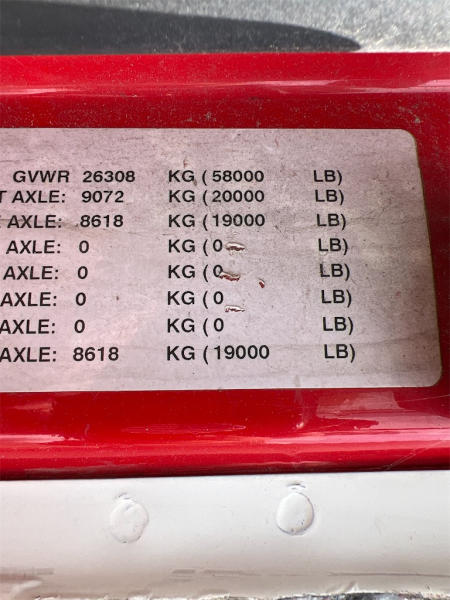 GVWR 26308 KG (58000 LB)
T AXLE: 9072 KG (20000 LB)
AXLE: 8618 KG (19000 LB)
AXLE: 0 KG (0 LB)
AXLE: 0 KG (0 LB)
AXLE: 0 KG (0 LB)
AXLE: 0 KG (0 LB)
AXLE: 8618 KG (19000 LB)